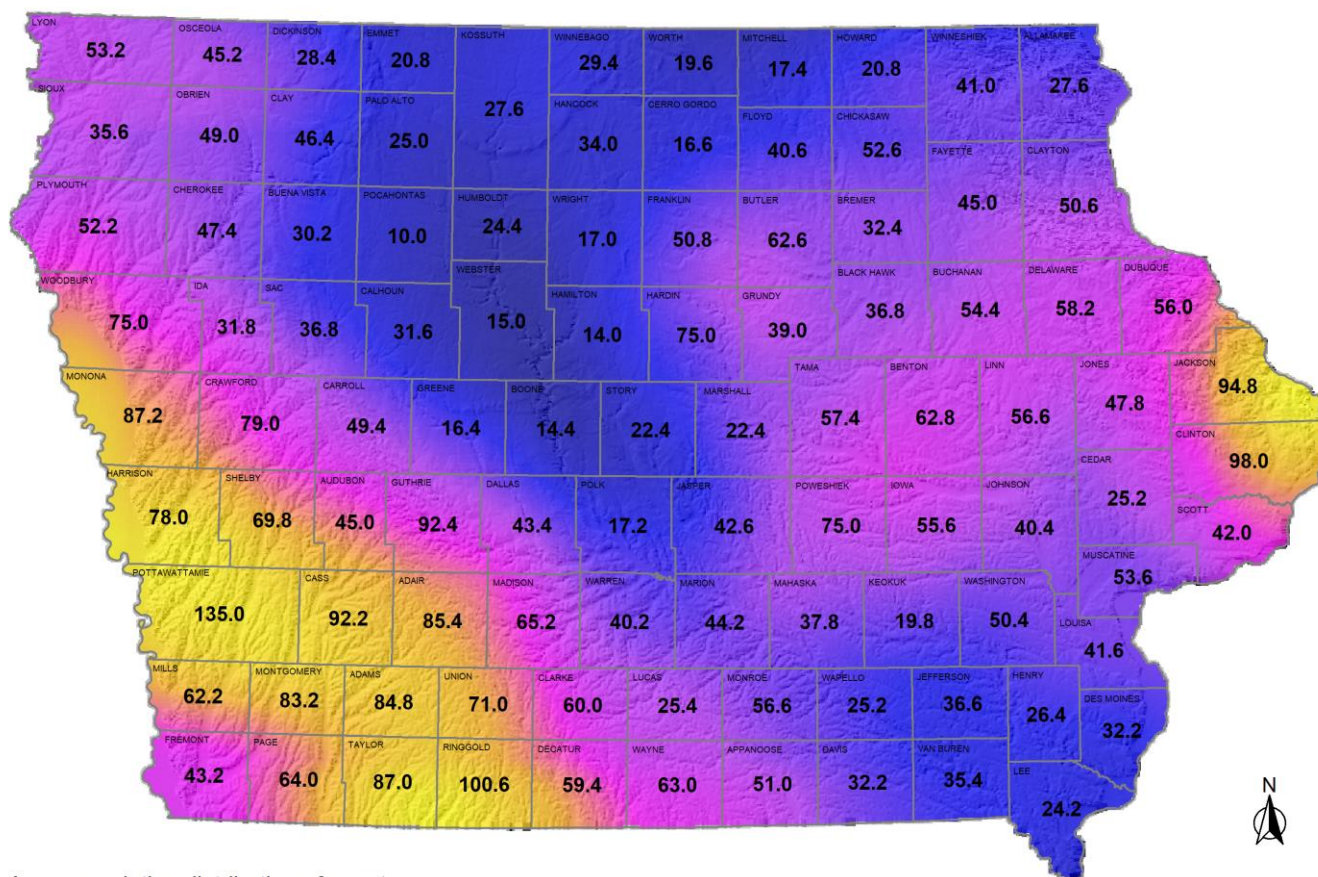 LYON
53.2
OSCEOLA
45.2
DICKINSON
28.4
EMMET
20.8
KOSSUTH
27.6
WINNEBAGO
29.4
WORTH
19.6
MITCHELL
17.4
HOWARD
20.8
WINNESHIEK
41.0
ALLAMAKEE
27.6
SIOUX
35.6
OBRIEN
49.0
CLAY
46.4
PALO ALTO
25.0
HANCOCK
34.0
CERRO GORDO
16.6
FLOYD
40.6
CHICKASAW
52.6
FAYETTE
45.0
CLAYTON
50.6
PLYMOUTH
52.2
CHEROKEE
47.4
BUENA VISTA
30.2
POCAHONTAS
10.0
HUMBOLDT
24.4
WRIGHT
17.0
FRANKLIN
50.8
BUTLER
62.6
BREMER
32.4
WOODBURY
75.0
IDA
31.8
SAC
36.8
CALHOUN
31.6
WEBSTER
15.0
HAMILTON
14.0
HARDIN
75.0
GRUNDY
39.0
BLACK HAWK
36.8
BUCHANAN
54.4
DELAWARE
58.2
DUBUQUE
56.0
MONONA
87.2
CRAWFORD
79.0
CARROLL
49.4
GREENE
16.4
BOONE
14.4
STORY
22.4
MARSHALL
22.4
TAMA
57.4
BENTON
62.8
LINN
56.6
JONES
47.8
JACKSON
94.8
CLINTON
98.0
HARRISON
78.0
SHELBY
69.8
AUDUBON
45.0
GUTHRIE
92.4
DALLAS
43.4
POLK
17.2
JASPER
42.6
POWESHIEK
75.0
IOWA
55.6
JOHNSON
40.4
CEDAR
25.2
SCOTT
42.0
MUSCATINE
53.6
POTTAWATTAMIE
135.0
CASS
92.2
ADAIR
85.4
MADISON
65.2
WARREN
40.2
MARION
44.2
MAHASKA
37.8
KEOKUK
19.8
WASHINGTON
50.4
LOUISA
41.6
MILLS
62.2
MONTGOMERY
83.2
ADAMS
84.8
UNION
71.0
CLARKE
60.0
LUCAS
25.4
MONROE
56.6
WAPELLO
25.2
JEFFERSON
36.6
HENRY
26.4
DES MOINES
32.2
FREMONT
43.2
PAGE
64.0
TAYLOR
87.0
RINGGOLD
100.6
DECATUR
59.4
WAYNE
63.0
APPANOOSE
51.0
DAVIS
32.2
VAN BUREN
35.4
LEE
24.2
N